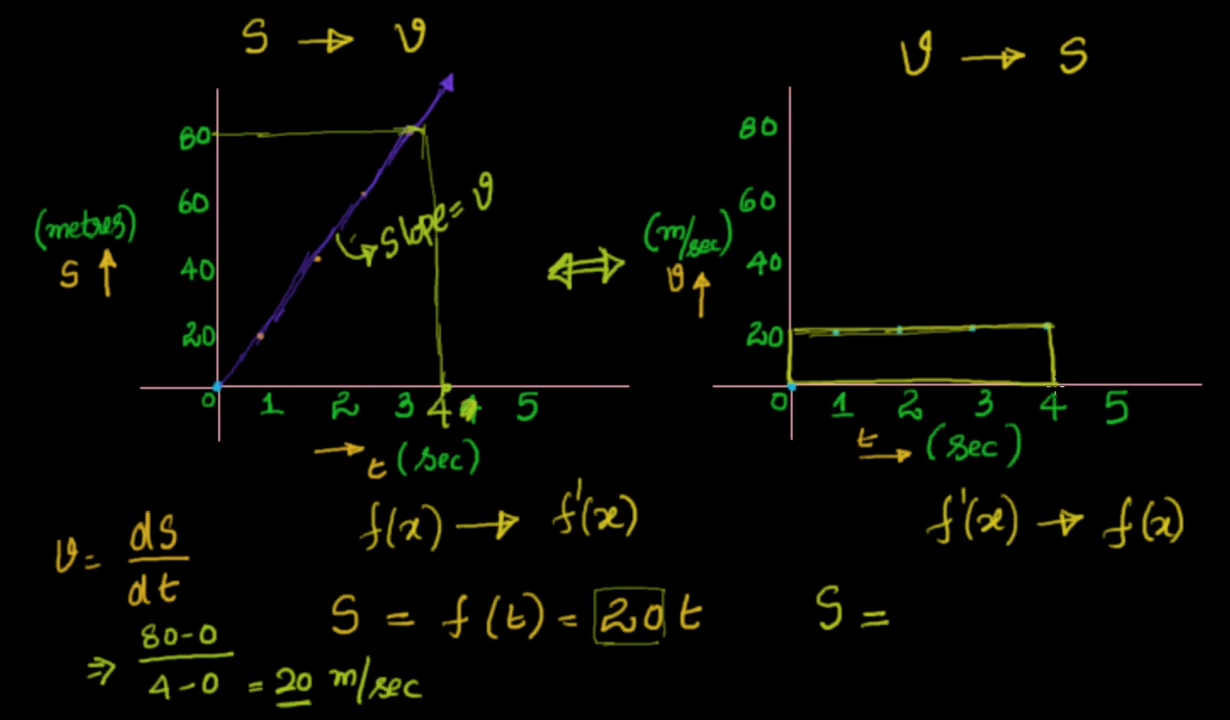 S → v
v → S
80
60
40
20
0 1 2 3 4 5
(metres)
S ↑
slope = v
→ t (sec)
⇔
80
60
40
20
0 1 2 3 4 5
(m/sec)
v ↑
t → (sec)
f(x) → f'(x)
f'(x) → f(x)
v = dS/dt
S = f(t) = 20t
S =
⇒ 80-0/4-0 = 20 m/sec